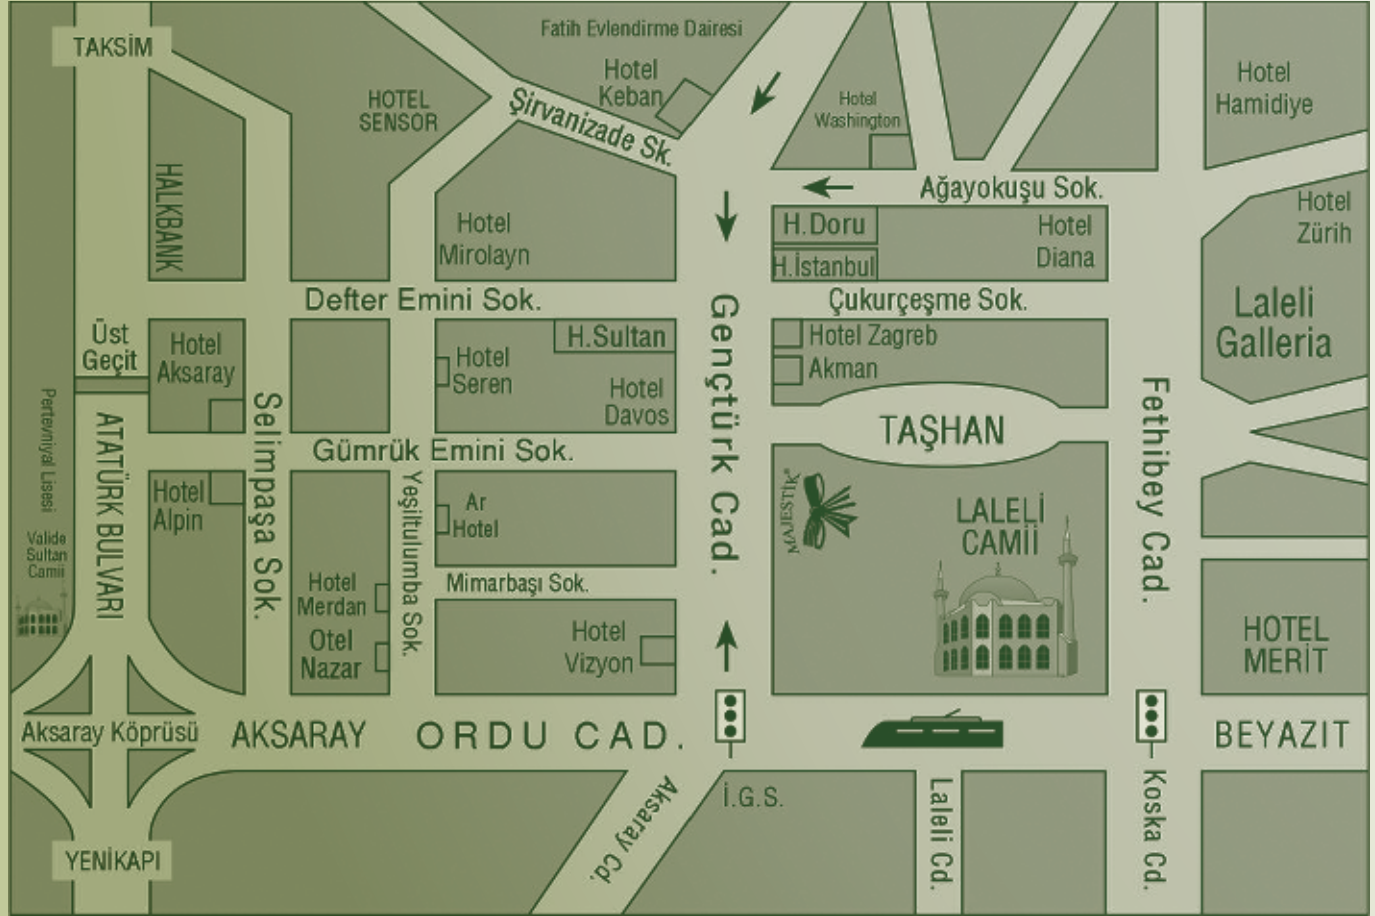 TAKSİM
Fatih Evlendirme Dairesi
Hotel
Keban
Hotel
Washington
Hotel
Hamidiye
HOTEL
SENSOR
Şirvanizade Sk.
HALKBANK
Ağayokuşu Sok.
Hotel
Mirolayn
H.Doru
H.İstanbul
Hotel
Diana
Hotel
Zürih
Defter Emini Sok.
Gençtürk Cad.
Çukurçeşme Sok.
Laleli
Galleria
Üst
Geçit
Hotel
Aksaray
Hotel
Seren
H.Sultan
Hotel
Davos
Hotel Zagreb
Akman
Pertevniyal Lisesi
ATATÜRK BULVARI
Selimpaşa Sok.
Gümrük Emini Sok.
TAŞHAN
Fethibey Cad.
Hotel
Alpin
Yeşiltulumba Sok.
Ar
Hotel
MAJESTİK®
LALELİ
CAMİİ
Valide
Sultan
Camii
Hotel
Merdan
Mimarbaşı Sok.
Otel
Nazar
Hotel
Vizyon
HOTEL
MERİT
Aksaray Köprüsü
AKSARAY
ORDU CAD.
BEYAZIT
Aksaray Cd.
İ.G.S.
Laleli Cd.
Koska Cd.
YENİKAPI